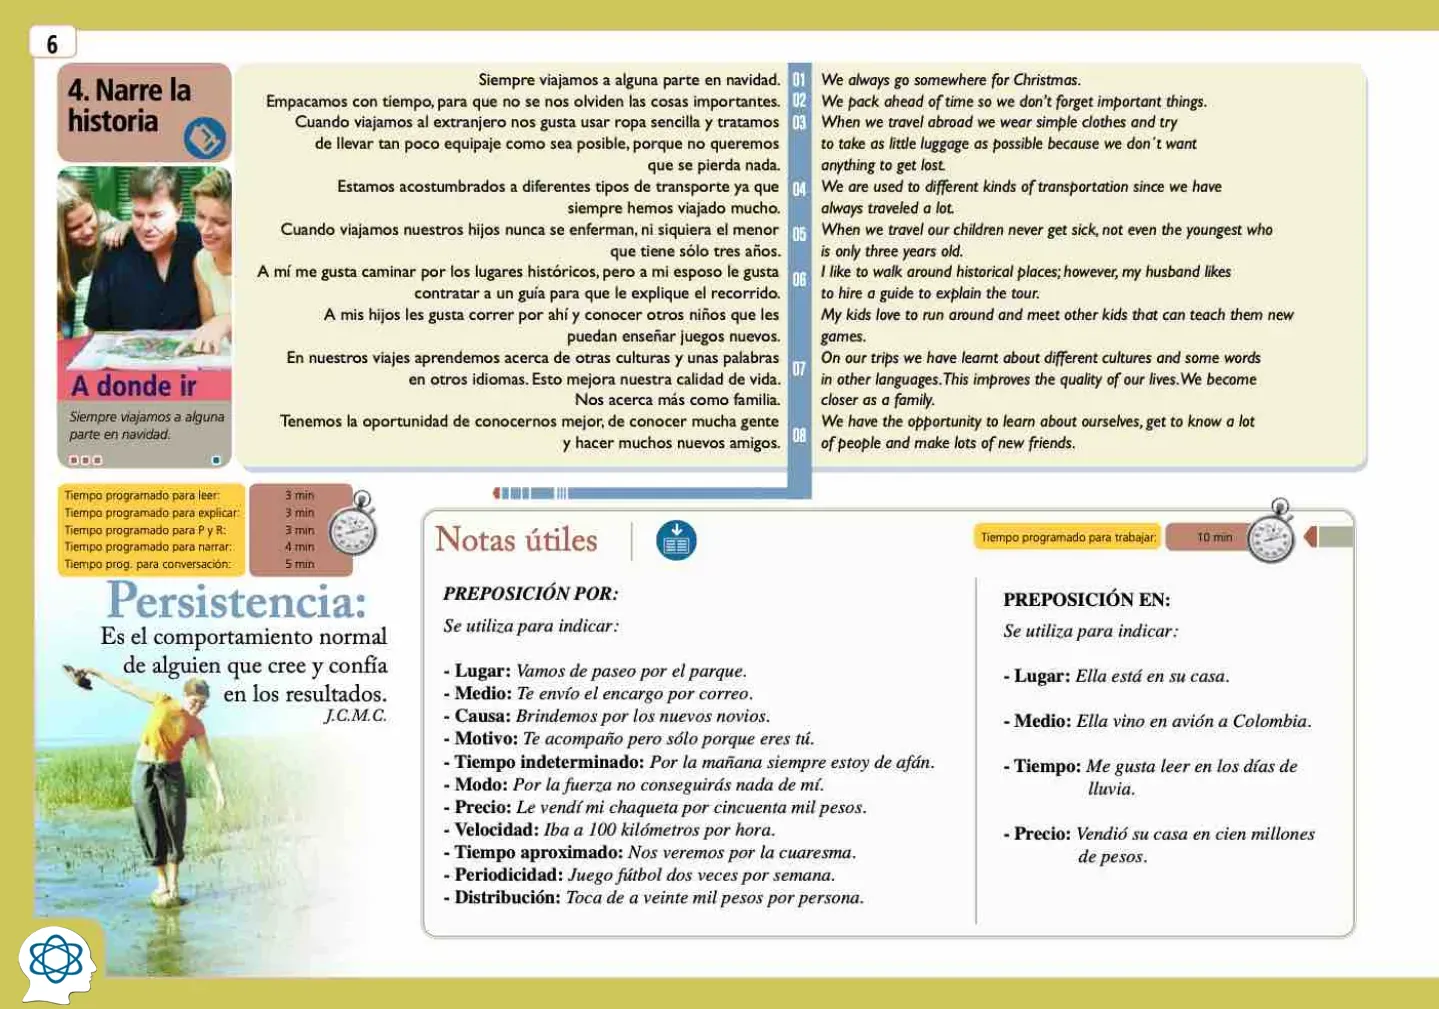 6
4. Narre la
historia
Siempre viajamos a alguna parte en navidad.
Empacamos con tiempo, para que no se nos olviden las cosas importantes.
Cuando viajamos al extranjero nos gusta usar ropa sencilla y tratamos
de llevar tan poco equipaje como sea posible, porque no queremos
que se pierda nada.
Estamos acostumbrados a diferentes tipos de transporte ya que
siempre hemos viajado mucho.
Cuando viajamos nuestros hijos nunca se enferman, ni siquiera el menor
que tiene sólo tres años.
A mí me gusta caminar por los lugares históricos, pero a mi esposo le gusta
contratar a un guía para que le explique el recorrido.
A mis hijos les gusta correr por ahí y conocer otros niños que les
puedan enseñar juegos nuevos.
En nuestros viajes aprendemos acerca de otras culturas y unas palabras
en otros idiomas. Esto mejora nuestra calidad de vida.
Nos acerca más como familia.
Tenemos la oportunidad de conocernos mejor, de conocer mucha gente
y hacer muchos nuevos amigos.
01
02
03
04
05
06
07
08
We always go somewhere for Christmas.
We pack ahead of time so we don't forget important things.
When we travel abroad we wear simple clothes and try
to take as little luggage as possible because we don´t want
anything to get lost.
We are used to different kinds of transportation since we have
always traveled a lot.
When we travel our children never get sick, not even the youngest who
is only three years old.
I like to walk around historical places; however, my husband likes
to hire a guide to explain the tour.
My kids love to run around and meet other kids that can teach them new
games.
On our trips we have learnt about different cultures and some words
in other languages.This improves the quality of our lives.We become
closer as a family.
We have the opportunity to learn about ourselves, get to know a lot
of people and make lots of new friends.
A donde ir
Siempre viajamos a alguna
parte en navidad.
Tiempo programado para leer: 3 min
Tiempo programado para explicar: 3 min
Tiempo programado para P y R: 3 min
Tiempo programado para narrar: 4 min
Tiempo prog. para conversación: 5 min
Persistencia:
Es el comportamiento normal
de alguien que cree y confía
en los resultados.
J.C.M.C.
Notas útiles
Tiempo programado para trabajar: 10 min
PREPOSICIÓN POR:
Se utiliza para indicar:
- Lugar: Vamos de paseo por el parque.
- Medio: Te envío el encargo por correo.
- Causa: Brindemos por los nuevos novios.
- Motivo: Te acompaño pero sólo porque eres tú.
- Tiempo indeterminado: Por la mañana siempre estoy de afán.
- Modo: Por la fuerza no conseguirás nada de mí.
- Precio: Le vendí mi chaqueta por cincuenta mil pesos.
- Velocidad: Iba a 100 kilómetros por hora.
- Tiempo aproximado: Nos veremos por la cuaresma.
- Periodicidad: Juego fútbol dos veces por semana.
- Distribución: Toca de a veinte mil pesos por persona.
PREPOSICIÓN EN:
Se utiliza para indicar:
- Lugar: Ella está en su casa.
- Medio: Ella vino en avión a Colombia.
- Tiempo: Me gusta leer en los días de
lluvia.
- Precio: Vendió su casa en cien millones
de pesos.